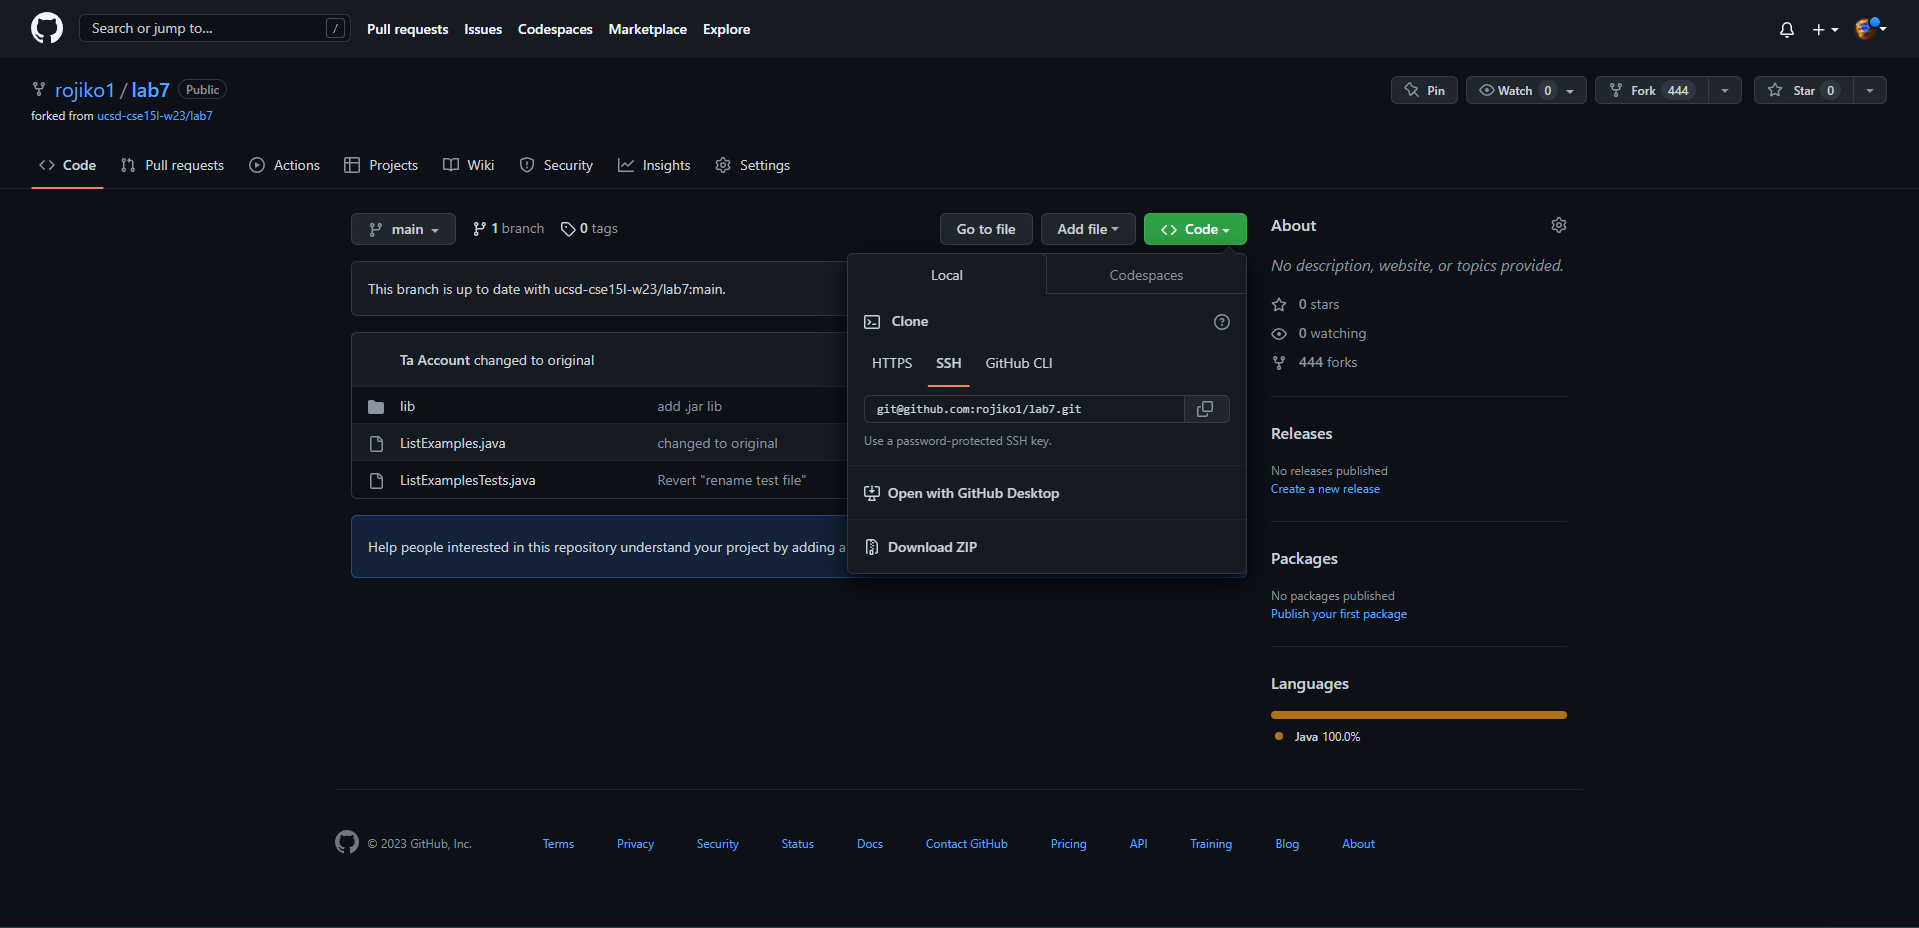 Search or jump to... /
Pull requests Issues Codespaces Marketplace Explore
rojiko1 / lab7 Public
forked from ucsd-cse15l-w23/lab7
Pin Watch 0 Fork 444 Star 0
Code Pull requests Actions Projects Wiki Security Insights Settings
main 1 branch 0 tags
Go to file Add file Code
This branch is up to date with ucsd-cse15l-w23/lab7:main.
Ta Account changed to original
lib add .jar lib
ListExamples.java changed to original
ListExamplesTests.java Revert "rename test file"
Help people interested in this repository understand your project by adding a
Local Codespaces
Clone
HTTPS SSH GitHub CLI
git@github.com:rojiko1/lab7.git
Use a password-protected SSH key.
Open with GitHub Desktop
Download ZIP
About
No description, website, or topics provided.
0 stars
0 watching
444 forks
Releases
No releases published
Create a new release
Packages
No packages published
Publish your first package
Languages
Java 100.0%
© 2023 GitHub, Inc. Terms Privacy Security Status Docs Contact GitHub Pricing API Training Blog About